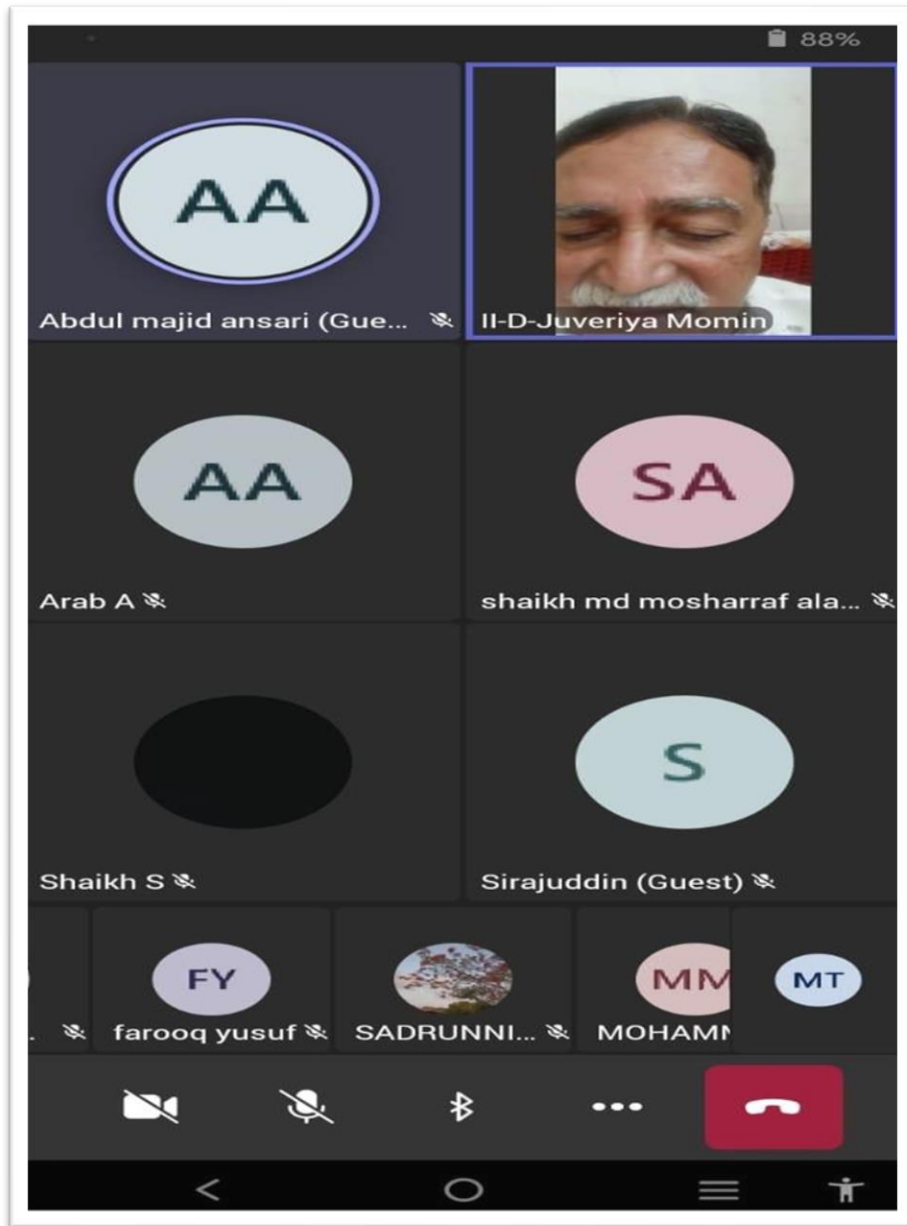 88%
AA
Abdul majid ansari (Gue...
II-D-Juveriya Momin
AA
SA
Arab A
shaikh md mosharraf ala...
S
Shaikh S
Sirajuddin (Guest)
FY
MM
MT
.
farooq yusuf
SADRUNNI...
MOHAMM